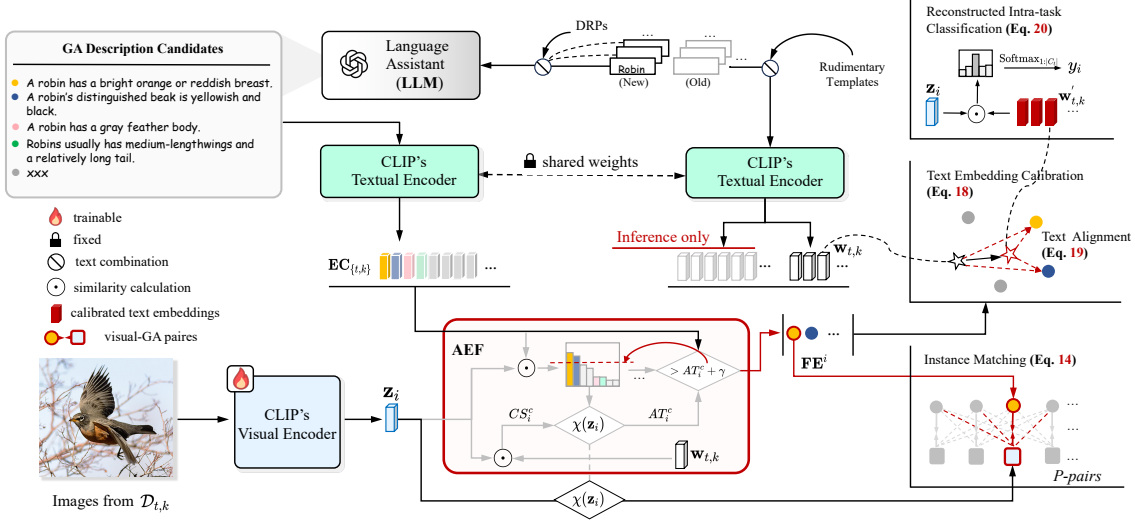 GA Description Candidates
A robin has a bright orange or reddish breast.
A robin's distinguished beak is yellowish and
black.
A robin has a gray feather body.
Robins usually has medium-lengthwings and
a relatively long tail.
xxx
Language
Assistant
(LLM)
DRPs
...
...
...
Robin
(New)
(Old)
Rudimentary
Templates
Reconstructed Intra-task
Classification (Eq. 20)
Softmax₁:|Cⱼ|
yᵢ
zᵢ
w′t,k
...
CLIP's
Textual Encoder
shared weights
CLIP's
Textual Encoder
Text Embedding Calibration
(Eq. 18)
Text Alignment
(Eq. 19)
trainable
fixed
text combination
similarity calculation
calibrated text embeddings
visual-GA pairs
EC{t,k}
...
Inference only
...
...
wt,k
AEF
...
> ATᵢᶜ + γ
CSᵢᶜ
χ(zᵢ)
ATᵢᶜ
wt,k
...
FEⁱ
Instance Matching (Eq. 14)
...
...
...
P-pairs
CLIP's
Visual Encoder
zᵢ
χ(zᵢ)
Images from 𝒟t,k